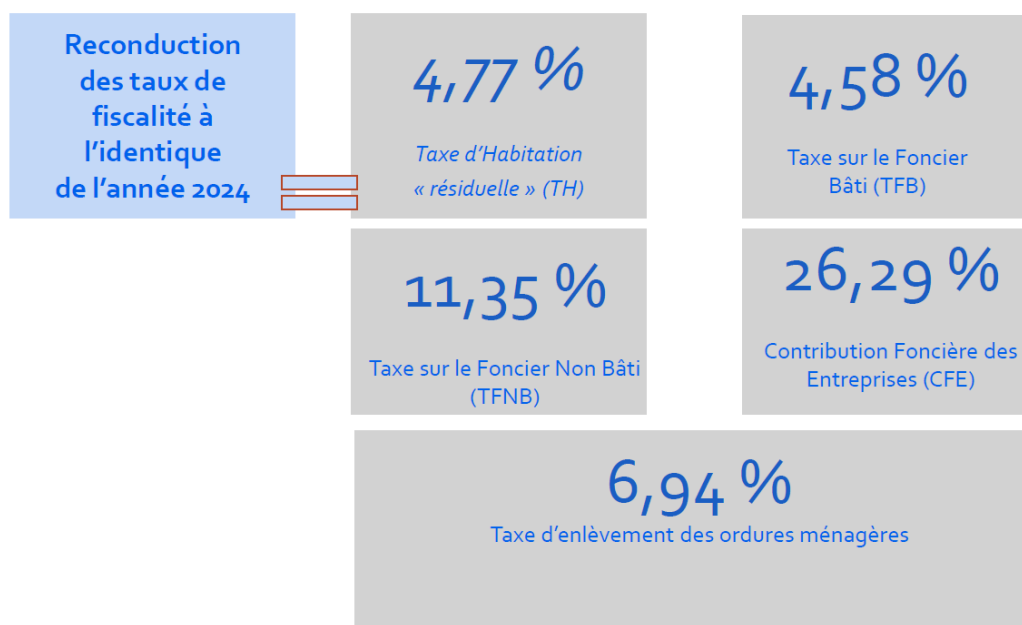 Reconduction
des taux de
fiscalité à
l’identique
de l’année 2024
4,77 %
Taxe d’Habitation
« résiduelle » (TH)
4,58 %
Taxe sur le Foncier
Bâti (TFB)
11,35 %
Taxe sur le Foncier Non Bâti
(TFNB)
26,29 %
Contribution Foncière des
Entreprises (CFE)
6,94 %
Taxe d’enlèvement des ordures ménagères